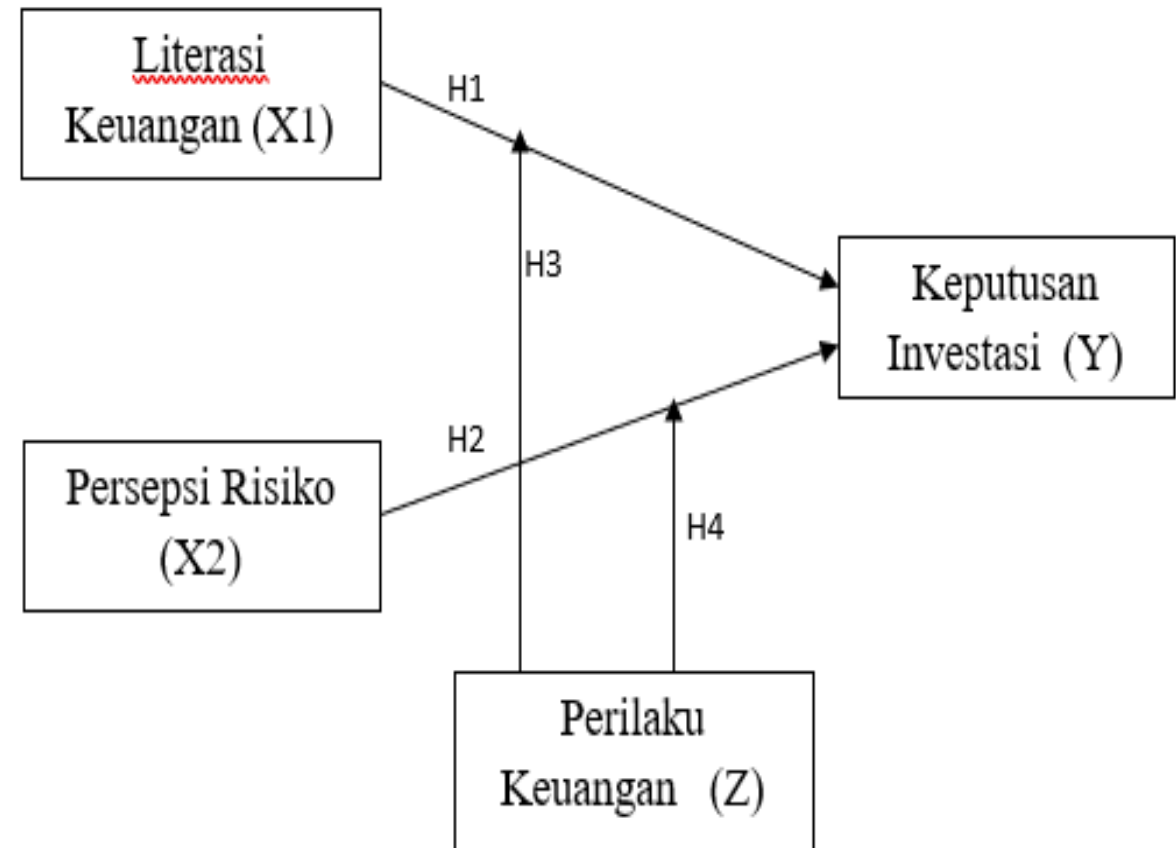 Literasi
Keuangan (X1)
H1
H3
Keputusan
Investasi (Y)
H2
Persepsi Risiko
(X2)
H4
Perilaku
Keuangan (Z)